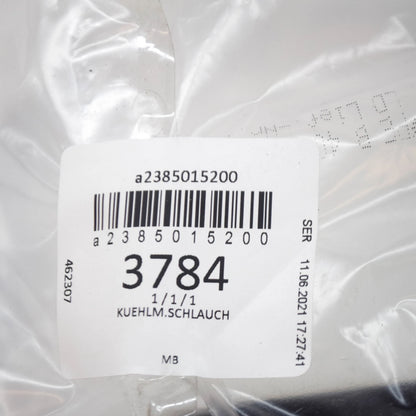 a2385015200
a2385015200
3784
1/1/1
KUEHLM.SCHLAUCH
MB
462307
SER 11.06.2021 17:27:41